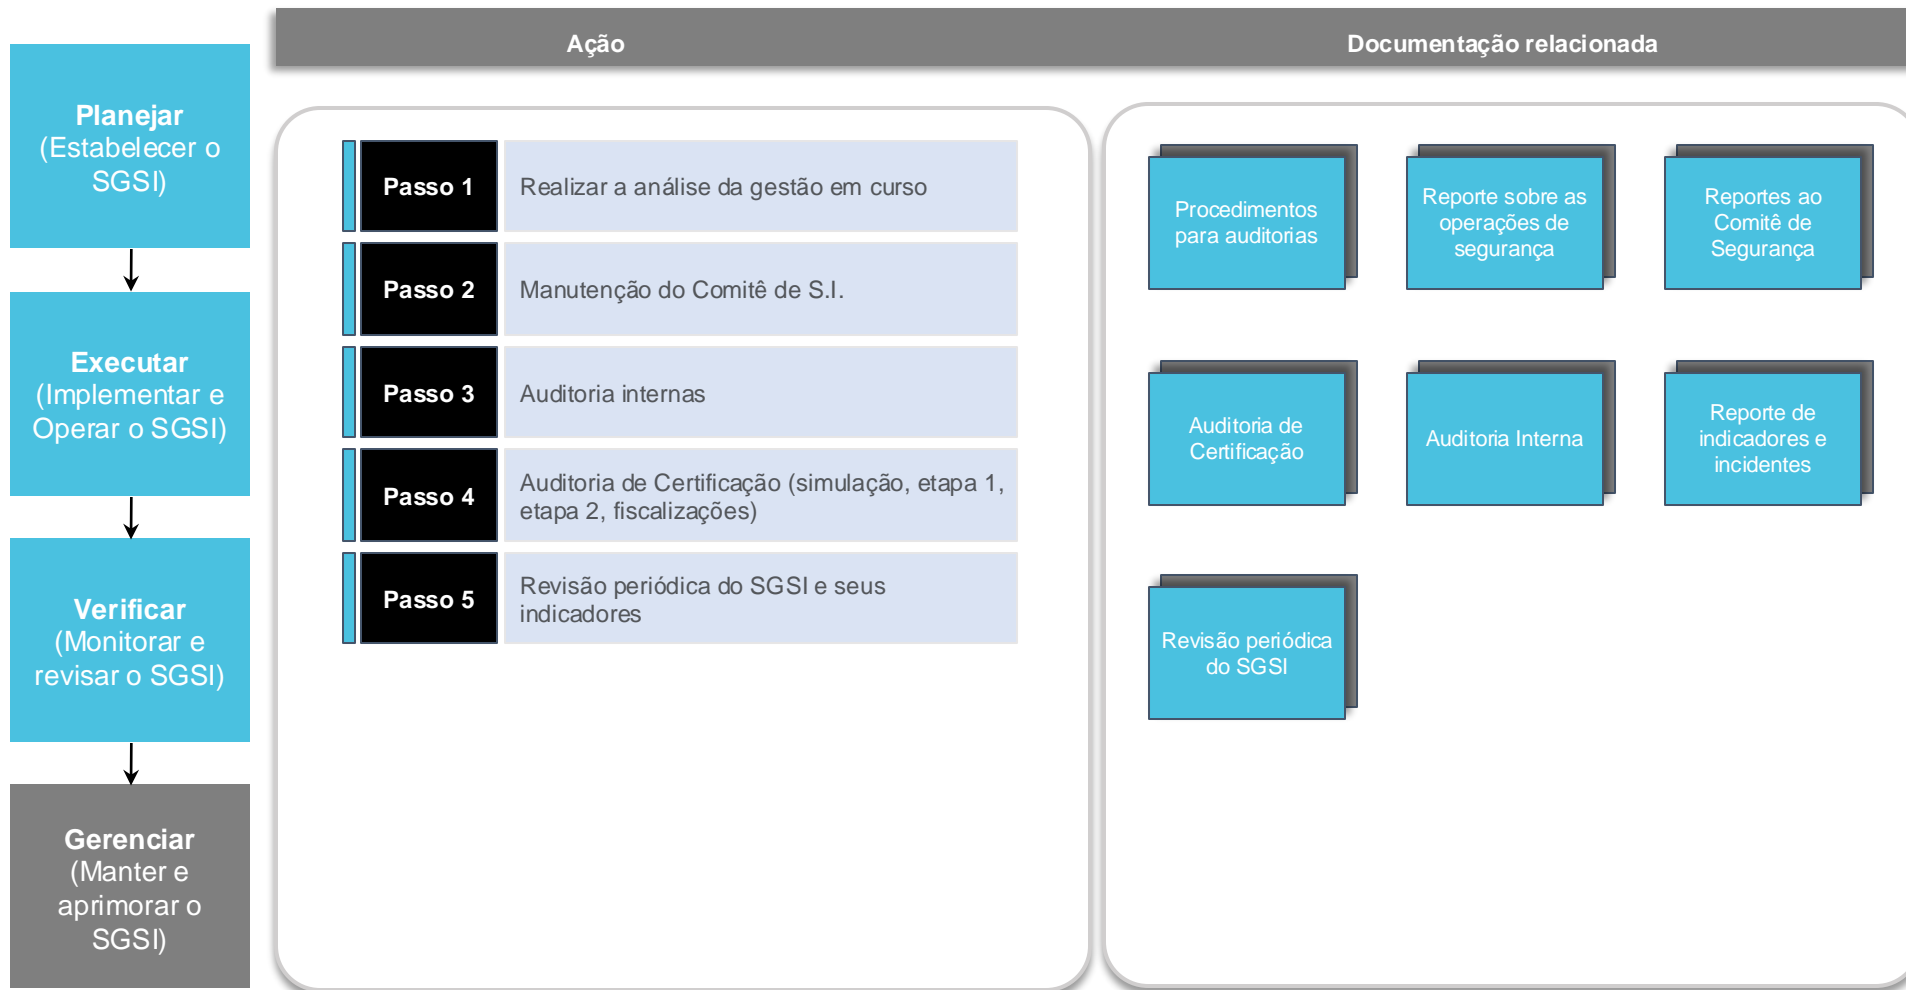 Ação
Documentação relacionada
Planejar
(Estabelecer o
SGSI)
Executar
(Implementar e
Operar o SGSI)
Verificar
(Monitorar e
revisar o SGSI)
Gerenciar
(Manter e
aprimorar o
SGSI)
Passo 1
Realizar a análise da gestão em curso
Passo 2
Manutenção do Comitê de S.I.
Passo 3
Auditoria internas
Passo 4
Auditoria de Certificação (simulação, etapa 1,
etapa 2, fiscalizações)
Passo 5
Revisão periódica do SGSI e seus
indicadores
Procedimentos
para auditorias
Reporte sobre as
operações de
segurança
Reportes ao
Comitê de
Segurança
Auditoria de
Certificação
Auditoria Interna
Reporte de
indicadores e
incidentes
Revisão periódica
do SGSI